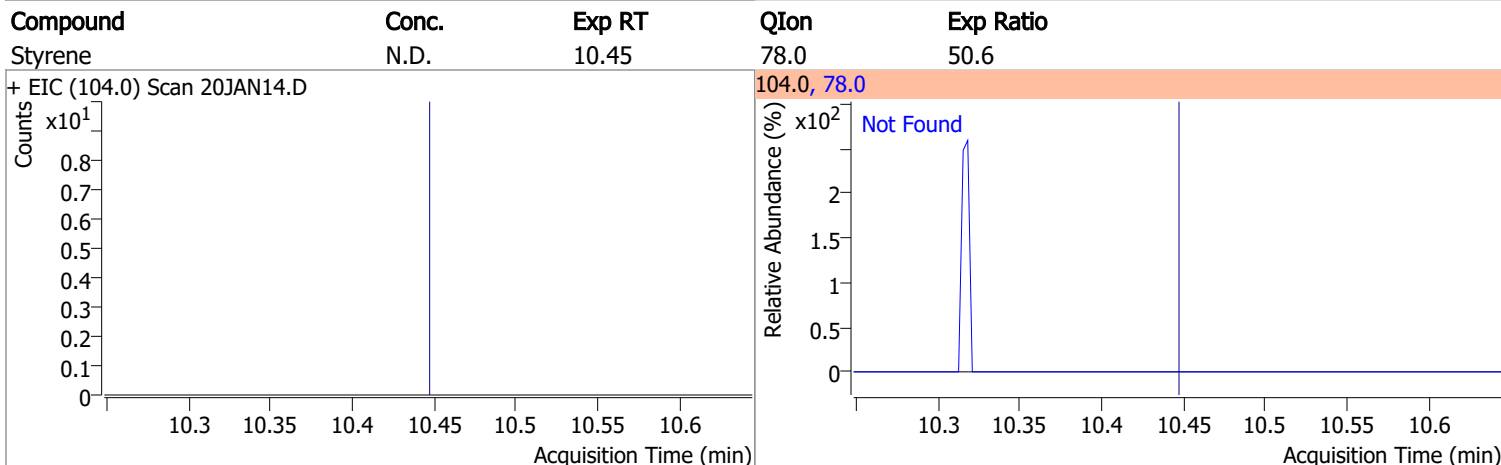 Compound Conc. Exp RT QIon Exp Ratio
Styrene N.D. 10.45 78.0 50.6
+ EIC (104.0) Scan 20JAN14.D
Counts
x10¹
0.8
0.7
0.6
0.5
0.4
0.3
0.2
0.1
0
10.3 10.35 10.4 10.45 10.5 10.55 10.6
Acquisition Time (min)
104.0, 78.0
Relative Abundance (%)
x10²
Not Found
2
1.5
1
0.5
0
10.3 10.35 10.4 10.45 10.5 10.55 10.6
Acquisition Time (min)